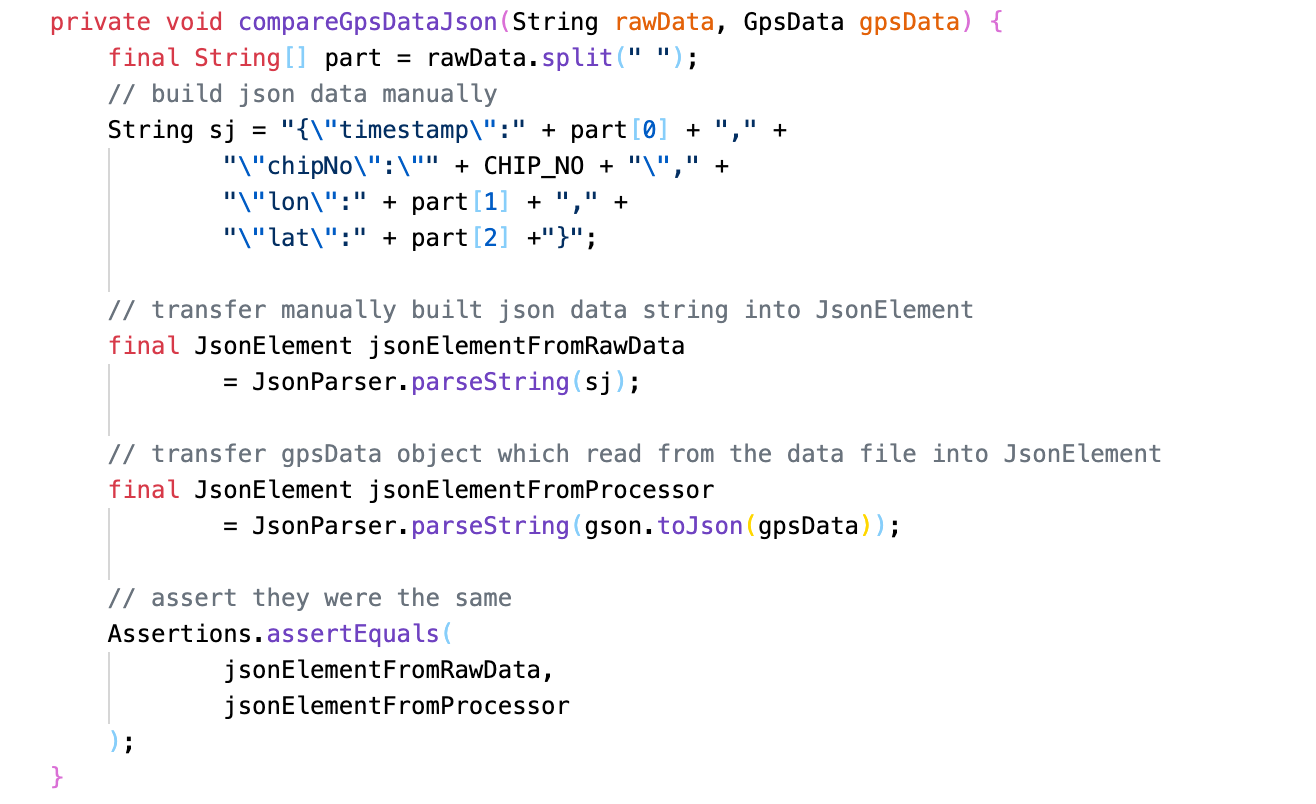 private void compareGpsDataJson(String rawData, GpsData gpsData) {
    final String[] part = rawData.split(" ");
    // build json data manually
    String sj = "{\"timestamp\":" + part[0] + "," +
            "\"chipNo\":\"" + CHIP_NO + "\"," +
            "\"lon\":" + part[1] + "," +
            "\"lat\":" + part[2] +"}";

    // transfer manually built json data string into JsonElement
    final JsonElement jsonElementFromRawData
            = JsonParser.parseString(sj);

    // transfer gpsData object which read from the data file into JsonElement
    final JsonElement jsonElementFromProcessor
            = JsonParser.parseString(gson.toJson(gpsData));

    // assert they were the same
    Assertions.assertEquals(
            jsonElementFromRawData,
            jsonElementFromProcessor
    );
}